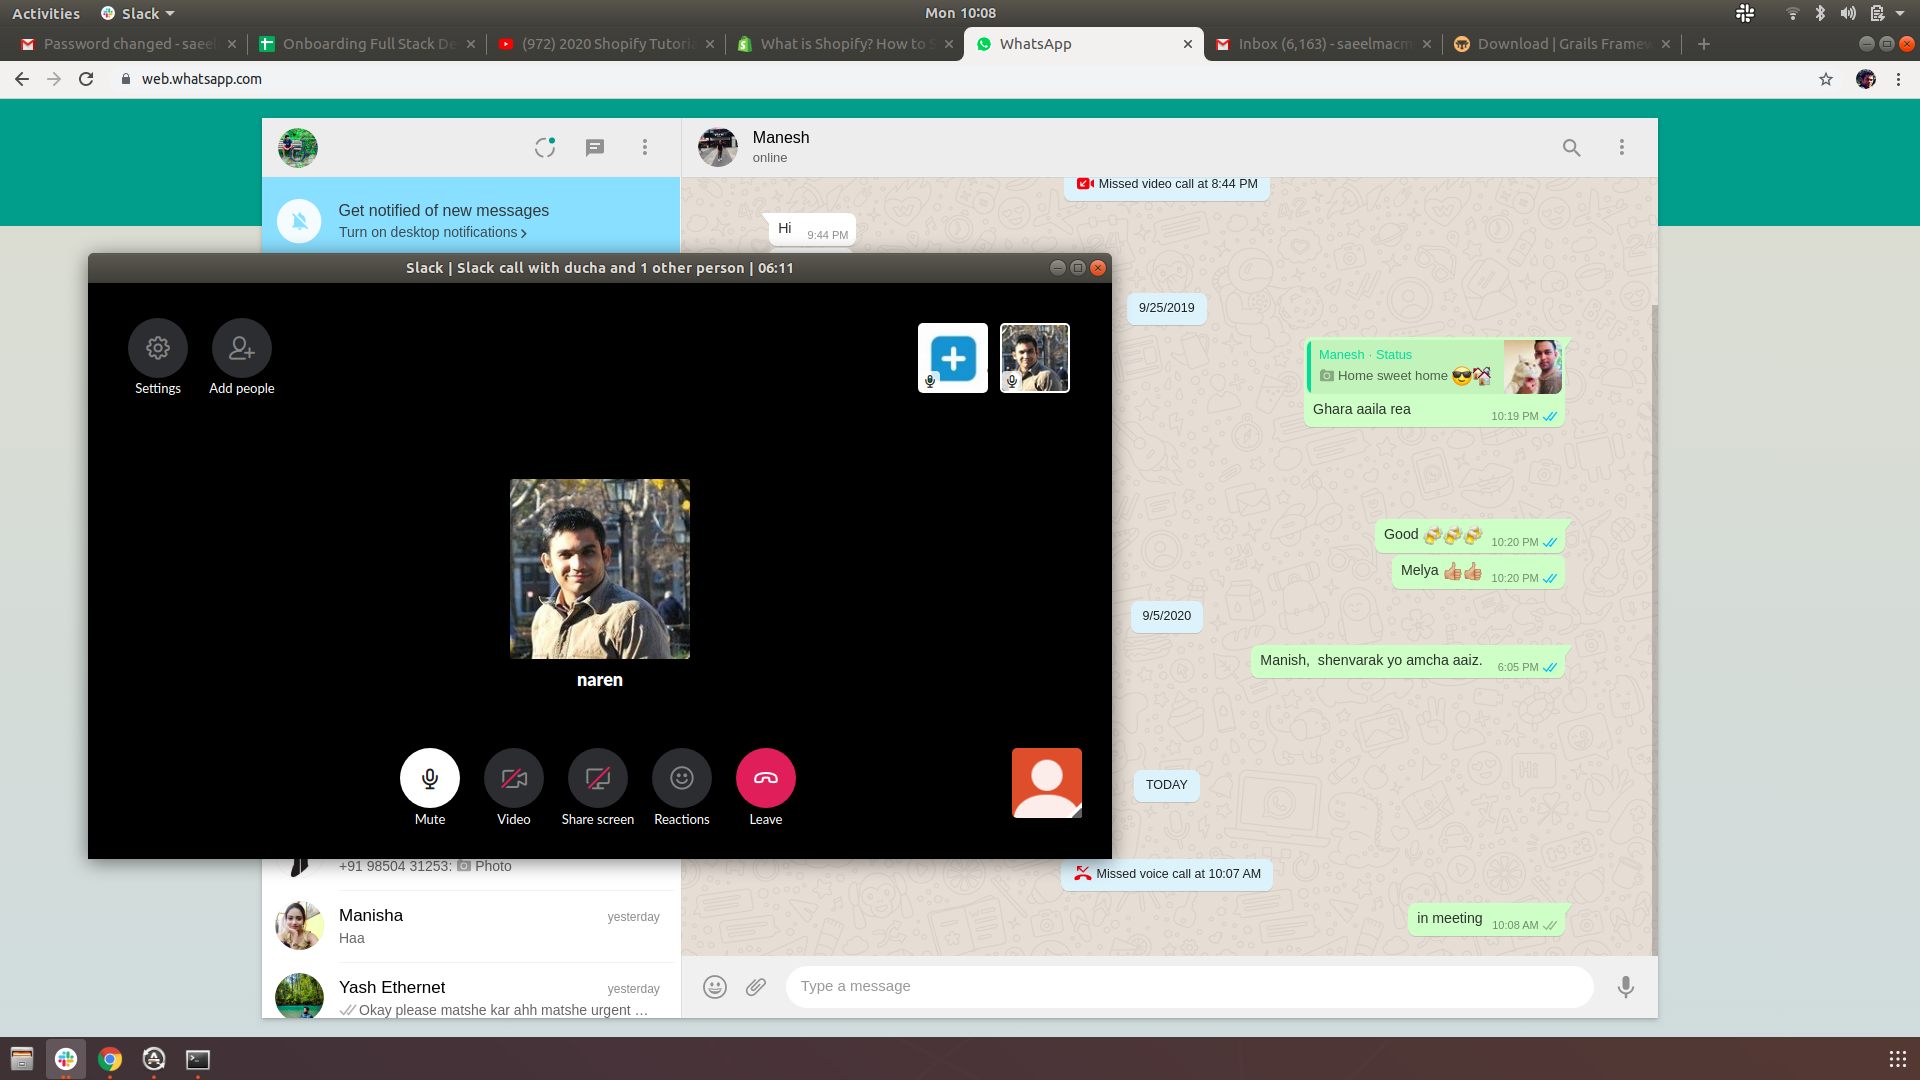 Activities
Slack
Mon 10:08
Password changed - saee
Onboarding Full Stack De
(972) 2020 Shopify Tutoria
What is Shopify? How to S
WhatsApp
Inbox (6,163) - saeelmacm
Download | Grails Framew
web.whatsapp.com
Manesh
online
Get notified of new messages
Turn on desktop notifications >
Missed video call at 8:44 PM
Hi 9:44 PM
Slack | Slack call with ducha and 1 other person | 06:11
Settings
Add people
naren
Mute
Video
Share screen
Reactions
Leave
9/25/2019
Manesh · Status
Home sweet home 😎🏠
Ghara aaila rea 10:19 PM
Good 🍻🍻🍻 10:20 PM
Melya 👍👍 10:20 PM
9/5/2020
Manish, shenvarak yo amcha aaiz. 6:05 PM
TODAY
Missed voice call at 10:07 AM
in meeting 10:08 AM
+91 98504 31253: Photo
Manisha yesterday
Haa
Yash Ethernet yesterday
Okay please matshe kar ahh matshe urgent …
Type a message